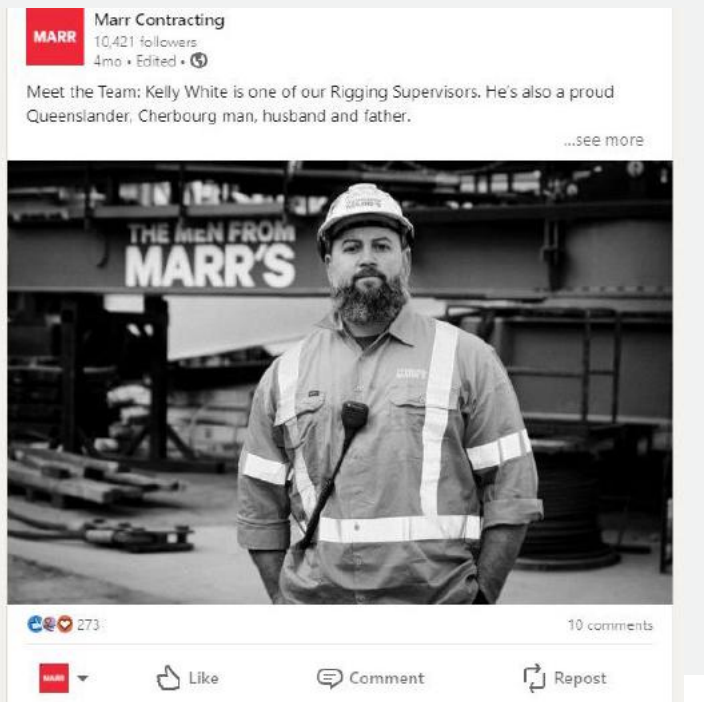 MARR
Marr Contracting
10,421 followers
4mo • Edited •
Meet the Team: Kelly White is one of our Rigging Supervisors. He's also a proud
Queenslander, Cherbourg man, husband and father.
...see more
THE MEN FROM
MARR'S
273
10 comments
MARR
Like
Comment
Repost